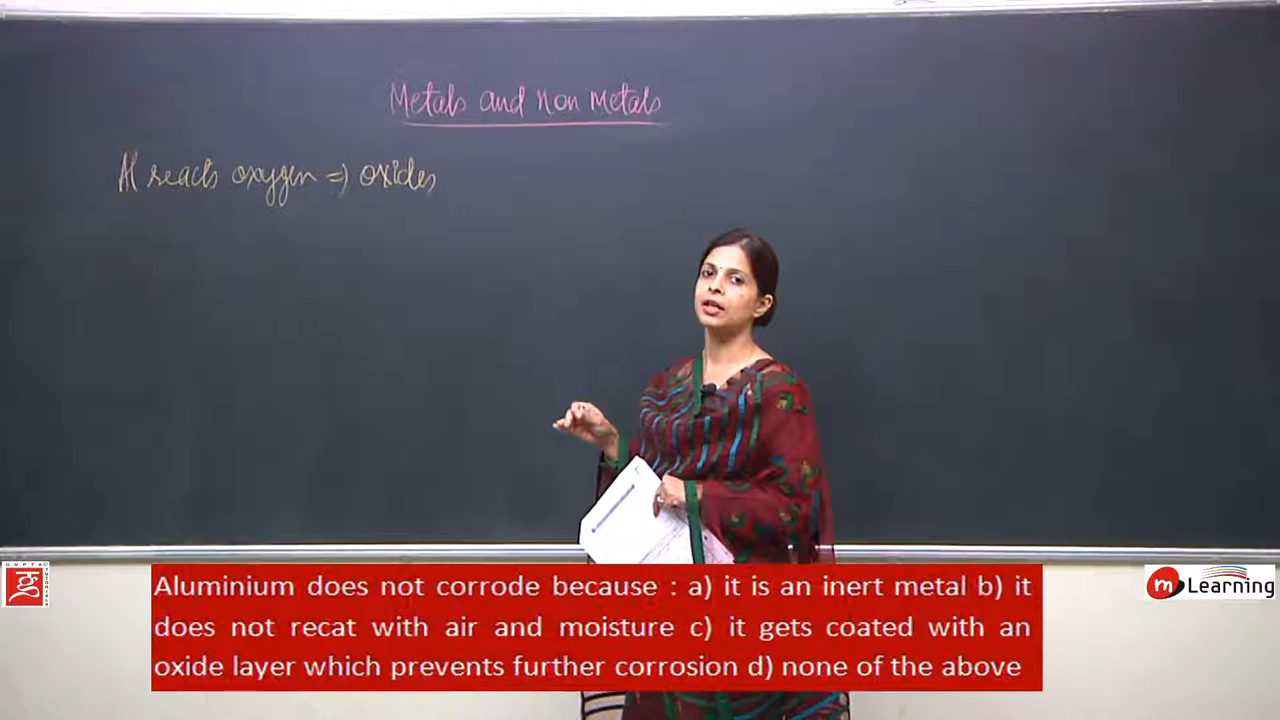 Metals and non Metals
Al reacts oxygen => oxides
Aluminium does not corrode because : a) it is an inert metal b) it
does not recat with air and moisture c) it gets coated with an
oxide layer which prevents further corrosion d) none of the above
GUPTA
TUTORIALS
m Learning